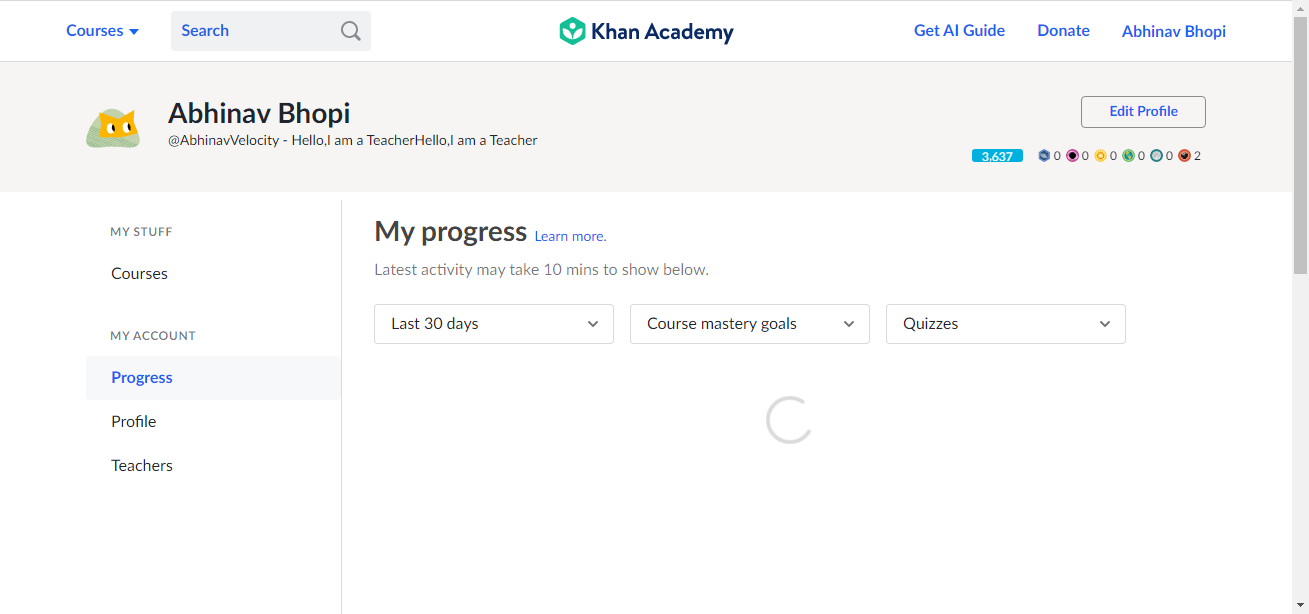 Courses
Search
Khan Academy
Get AI Guide
Donate
Abhinav Bhopi
Abhinav Bhopi
@AbhinavVelocity - Hello,I am a TeacherHello,I am a Teacher
Edit Profile
3,637 0 0 0 0 0 2
MY STUFF
Courses
MY ACCOUNT
Progress
Profile
Teachers
My progress Learn more.
Latest activity may take 10 mins to show below.
Last 30 days
Course mastery goals
Quizzes